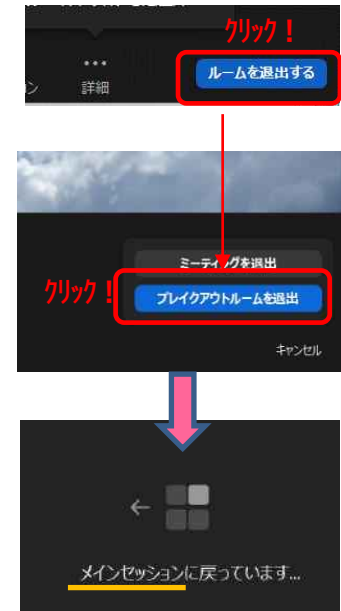 クリック！
...
詳細
ルームを退出する
ン
ミーティングを退出
クリック！
ブレイクアウトルームを退出
キャンセル
メインセッションに戻っています...